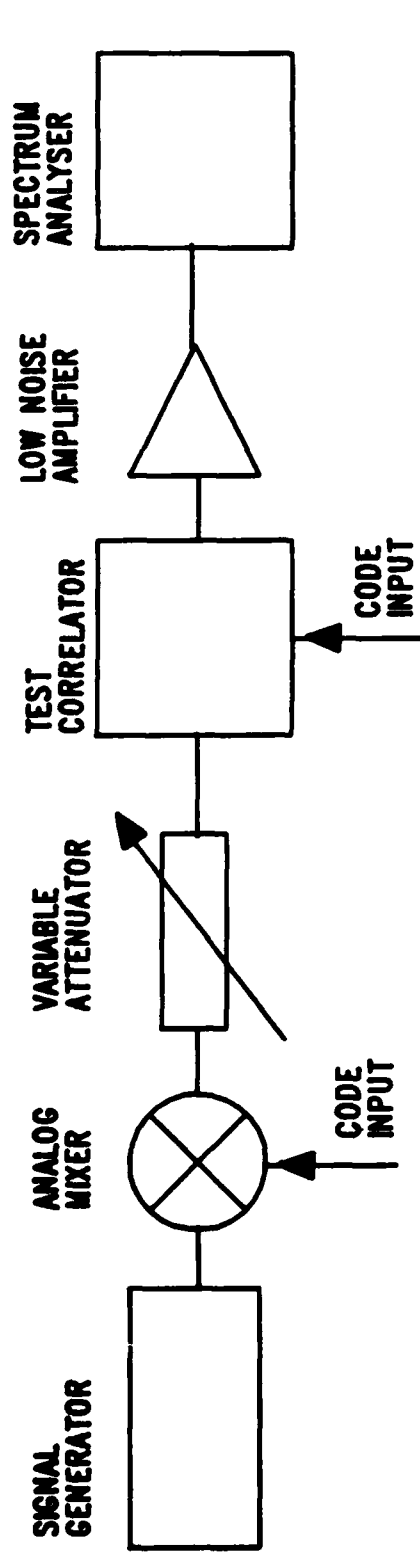 SIGNAL
GENERATOR
ANALOG
MIXER
CODE
INPUT
VARIABLE
ATTENUATOR
TEST
CORRELATOR
CODE
INPUT
LOW NOISE
AMPLIFIER
SPECTRUM
ANALYSER